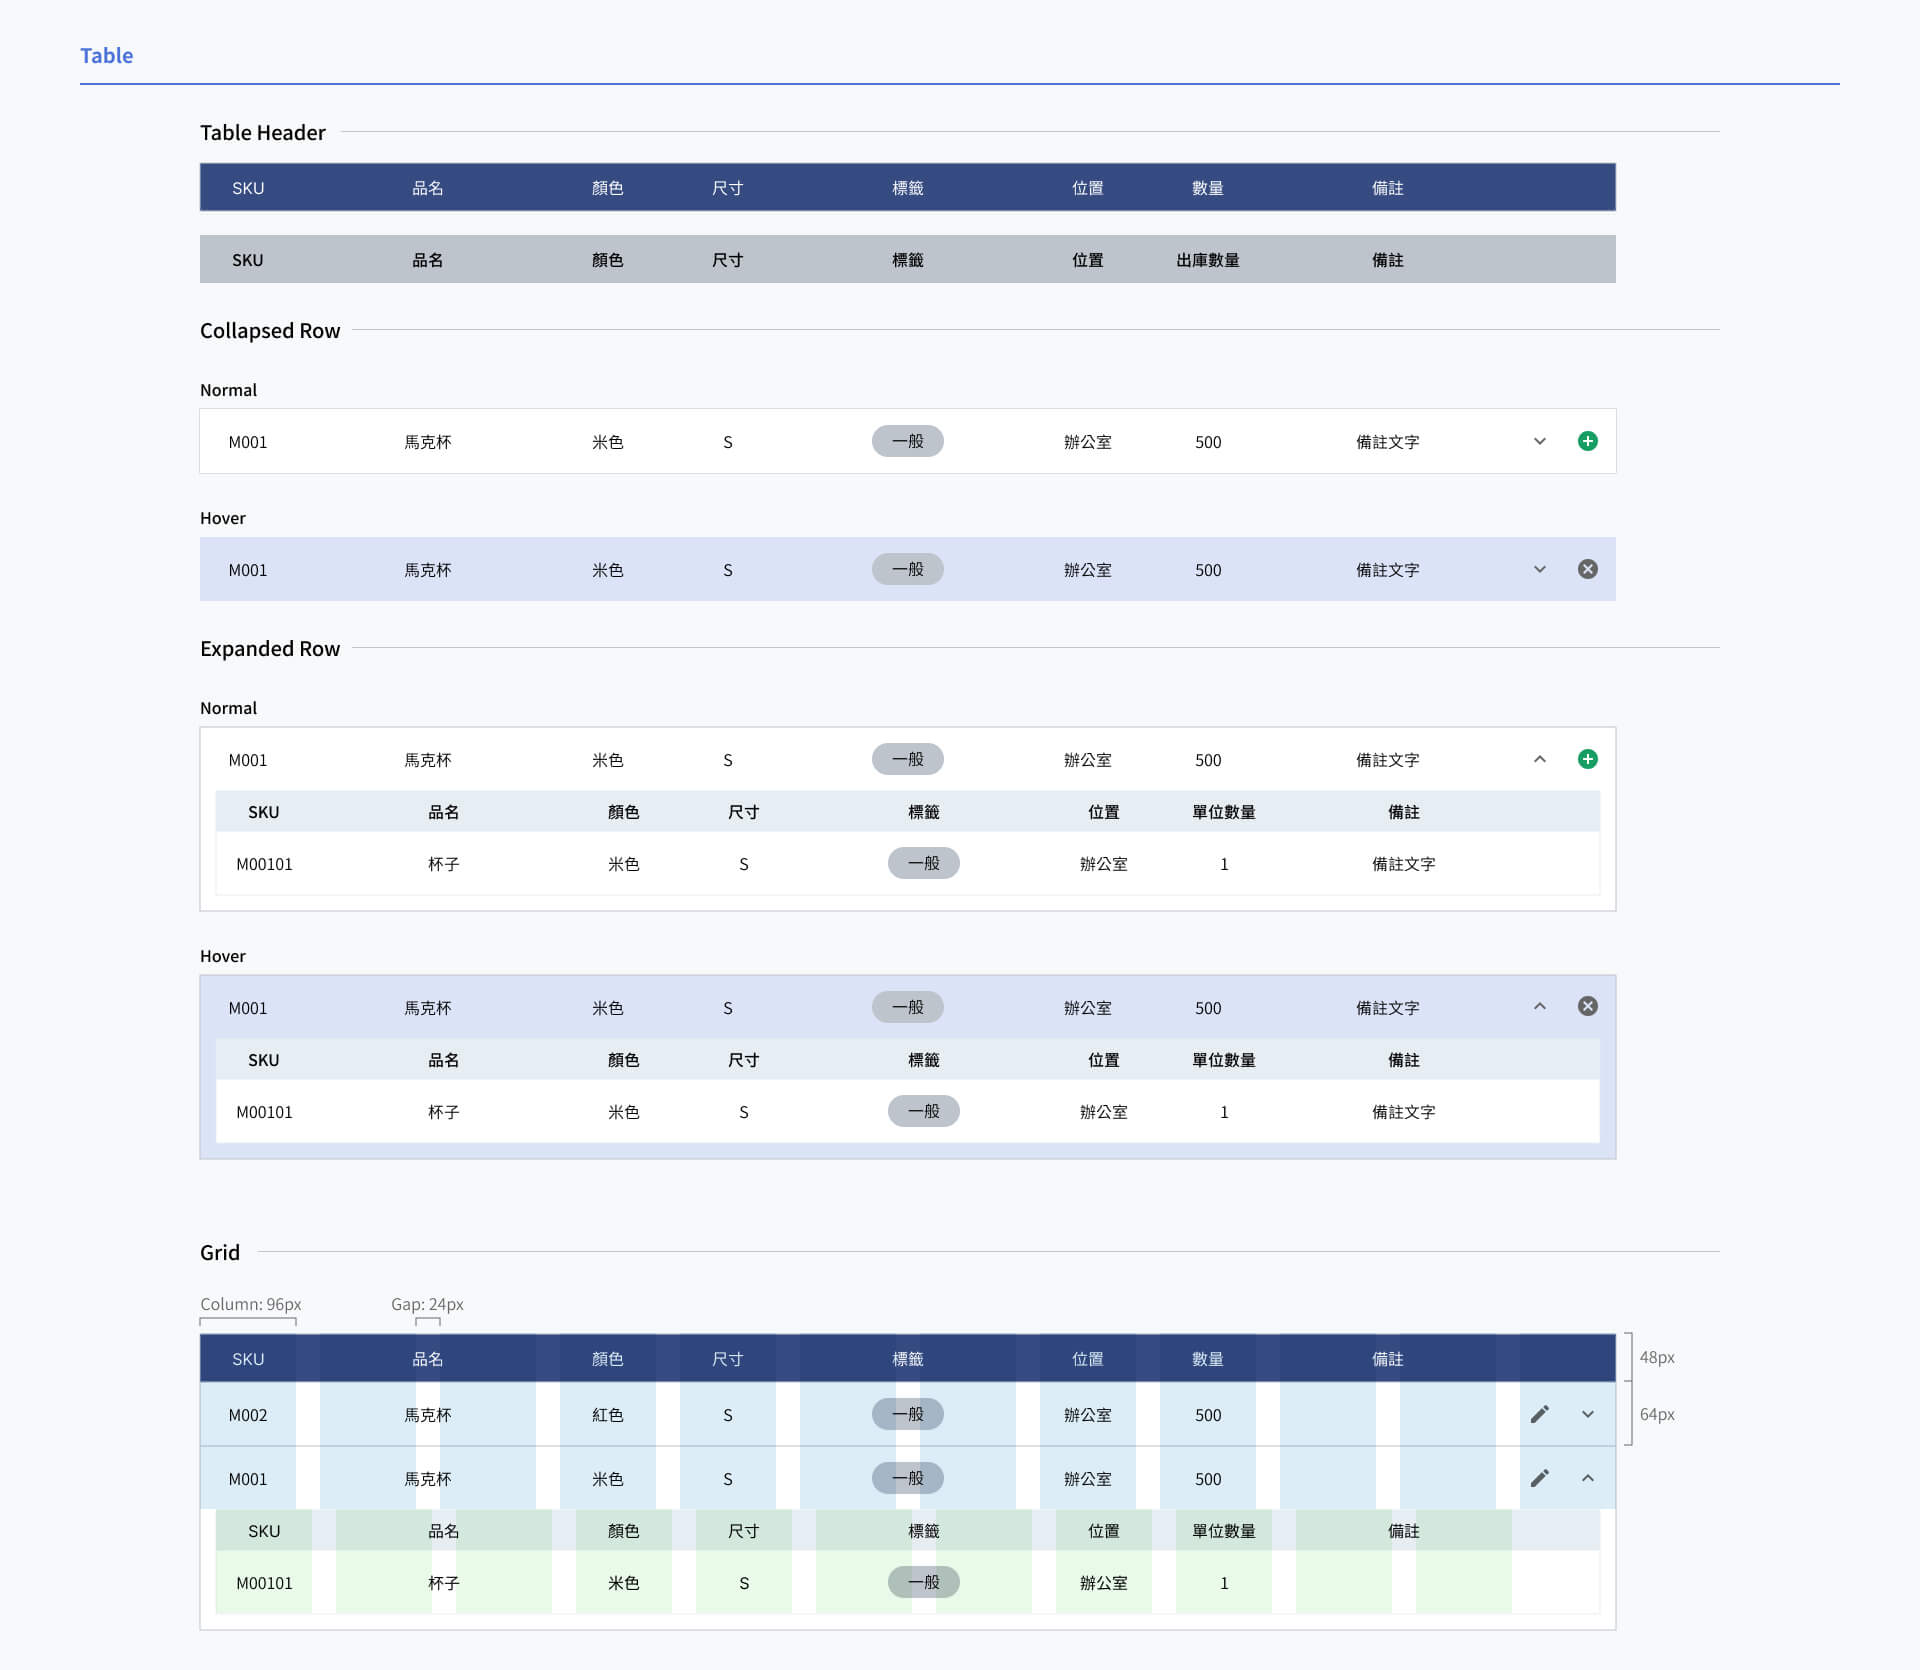 Table
Table Header
SKU 品名 顏色 尺寸 標籤 位置 數量 備註
SKU 品名 顏色 尺寸 標籤 位置 出庫數量 備註
Collapsed Row
Normal
M001 馬克杯 米色 S 一般 辦公室 500 備註文字
Hover
M001 馬克杯 米色 S 一般 辦公室 500 備註文字
Expanded Row
Normal
M001 馬克杯 米色 S 一般 辦公室 500 備註文字
SKU 品名 顏色 尺寸 標籤 位置 單位數量 備註
M00101 杯子 米色 S 一般 辦公室 1 備註文字
Hover
M001 馬克杯 米色 S 一般 辦公室 500 備註文字
SKU 品名 顏色 尺寸 標籤 位置 單位數量 備註
M00101 杯子 米色 S 一般 辦公室 1 備註文字
Grid
Column: 96px Gap: 24px
SKU 品名 顏色 尺寸 標籤 位置 數量 備註 48px
M002 馬克杯 紅色 S 一般 辦公室 500 64px
M001 馬克杯 米色 S 一般 辦公室 500
SKU 品名 顏色 尺寸 標籤 位置 單位數量 備註
M00101 杯子 米色 S 一般 辦公室 1